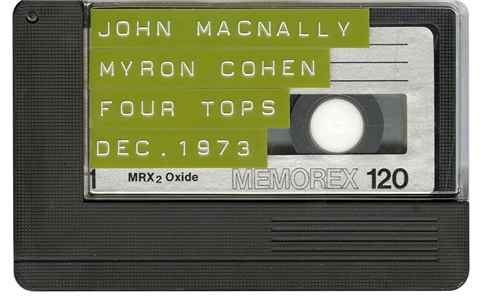 JOHN MACNALLY
MYRON COHEN
FOUR TOPS
DEC.1973
1 MRX₂ Oxide MEMOREX 120